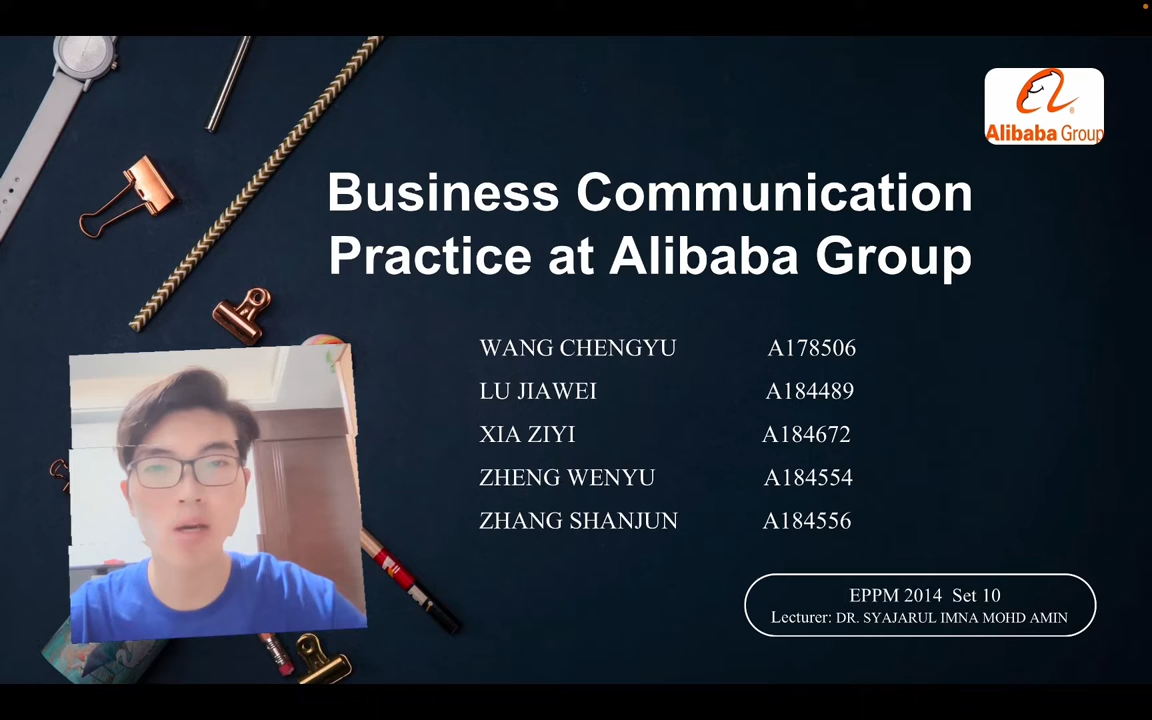 Alibaba Group
Business Communication
Practice at Alibaba Group
WANG CHENGYU A178506
LU JIAWEI A184489
XIA ZIYI A184672
ZHENG WENYU A184554
ZHANG SHANJUN A184556
EPPM 2014 Set 10
Lecturer: DR. SYAJARUL IMNA MOHD AMIN